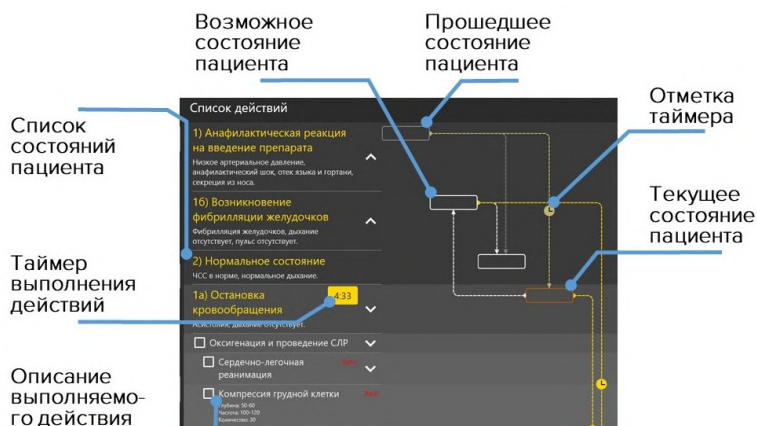 Возможное
состояние
пациента
Прошедшее
состояние
пациента
Отметка
таймера
Список
состояний
пациента
Текущее
состояние
пациента
Таймер
выполнения
действий
Описание
выполняемо-
го действия
Список действий
1) Анафилактическая реакция
на введение препарата
Низкое артериальное давление,
анафилактический шок, отек языка и гортани,
секреция из носа.
1б) Возникновение
фибрилляции желудочков
Фибрилляция желудочков, дыхание
отсутствует, пульс отсутствует.
2) Нормальное состояние
ЧСС в норме, нормальное дыхание.
1а) Остановка
4:33
кровообращения
Асистолия, дыхание отсутствует.
Оксигенация и проведение СЛР
Сердечно-легочная
реанимация
Компрессия грудной клетки
Глубина: 50-60
Частота: 100-120
Количество: 30